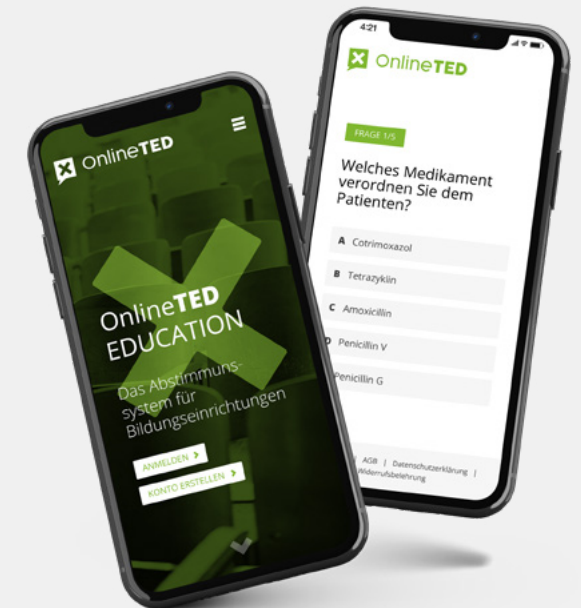 OnlineTED
OnlineTED
EDUCATION
Das Abstimmuns-
system für
Bildungseinrichtungen
ANMELDEN
KONTO ERSTELLEN
4:21
OnlineTED
FRAGE 1/5
Welches Medikament
verordnen Sie dem
Patienten?
A Cotrimoxazol
B Tetrazyklin
C Amoxicillin
Penicillin V
Penicillin G
| AGB | Datenschutzerklärung |
Widerrufsbelehrung